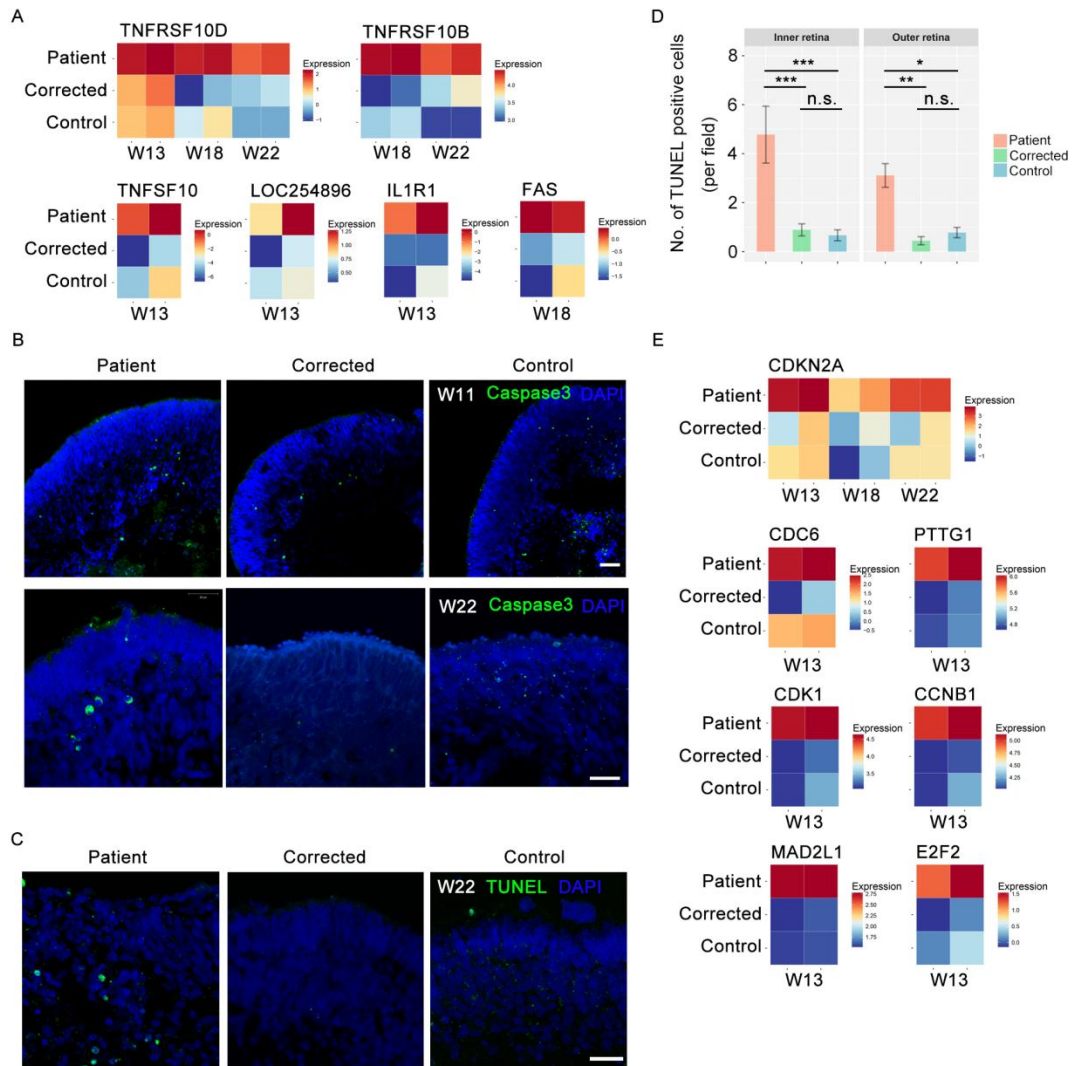 A
TNFRSF10D
TNFRSF10B
Patient
Corrected
Control
Expression
2
1
0
-1
Expression
4.0
3.5
3.0
W13 W18 W22
W18 W22
TNFSF10
LOC254896
IL1R1
FAS
Patient
Corrected
Control
Expression
0
-2
-4
-6
Expression
1.25
1.00
0.75
0.50
Expression
0
-1
-2
-3
-4
Expression
0.0
-0.5
-1.0
-1.5
W13
W13
W13
W18
B
Patient
Corrected
Control
W11 Caspase3 DAPI
W22 Caspase3 DAPI
C
Patient
Corrected
Control
W22 TUNEL DAPI
D
Inner retina
Outer retina
No. of TUNEL positive cells
(per field)
8
6
4
2
0
***
***
n.s.
*
**
n.s.
Patient
Corrected
Control
E
CDKN2A
Patient
Corrected
Control
Expression
3
2
1
0
-1
W13 W18 W22
CDC6
PTTG1
Patient
Corrected
Control
Expression
2.5
2.0
1.5
1.0
0.5
0.0
-0.5
Expression
6.0
5.6
5.2
4.8
W13
W13
CDK1
CCNB1
Patient
Corrected
Control
Expression
4.5
4.0
3.5
Expression
5.00
4.75
4.50
4.25
W13
W13
MAD2L1
E2F2
Patient
Corrected
Control
Expression
2.75
2.50
2.25
2.00
1.75
Expression
1.5
1.0
0.5
0.0
W13
W13